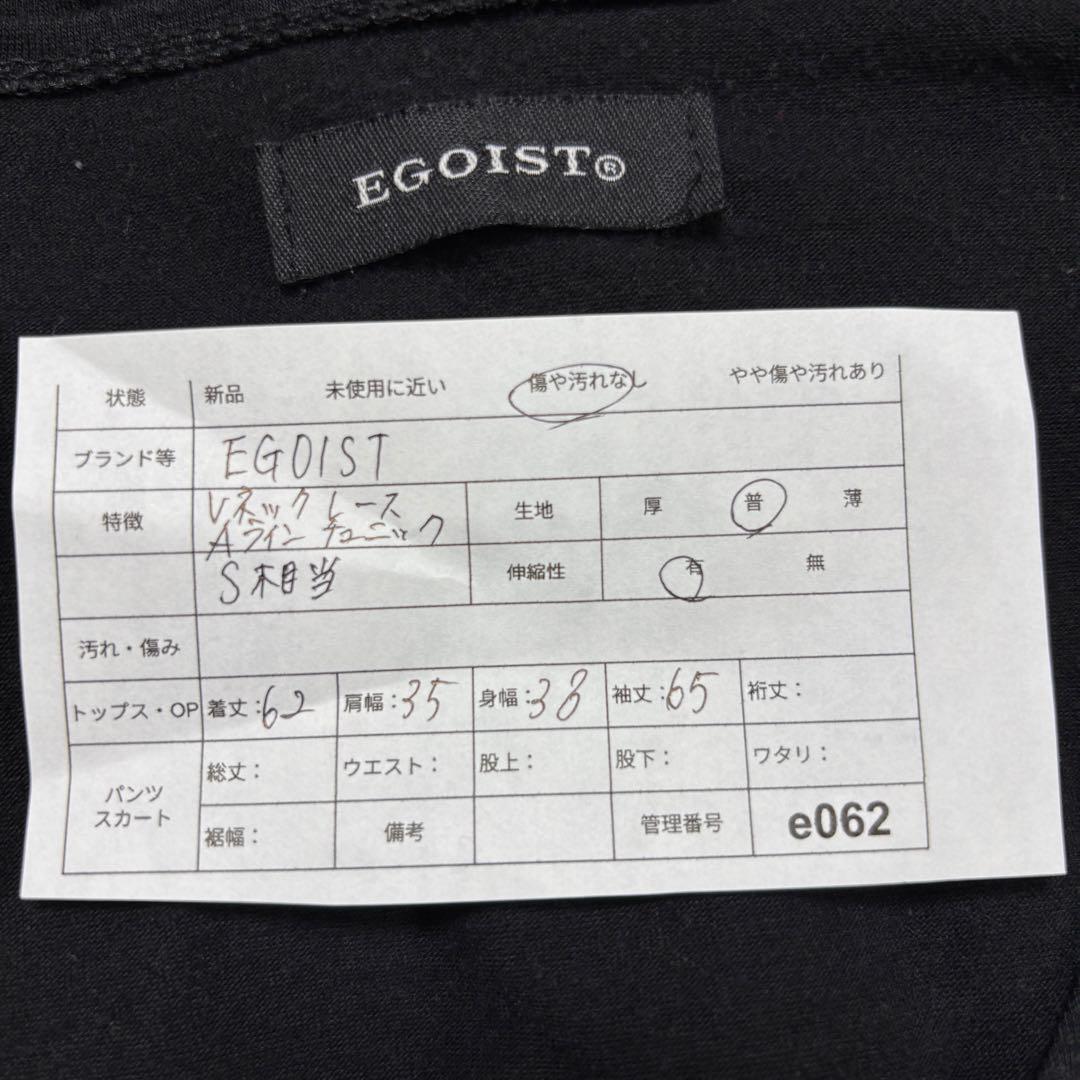 EGOIST®
状態 新品 未使用に近い 傷や汚れなし やや傷や汚れあり
ブランド等 EGOIST
特徴 Vネック レース 生地 厚 普 薄
Aライン チュニック
S相当 伸縮性 有 無
汚れ・傷み
トップス・OP 着丈:62 肩幅:35 身幅:38 袖丈:65 裄丈:
パンツ スカート 総丈: ウエスト: 股上: 股下: ワタリ:
裾幅: 備考 管理番号 e062